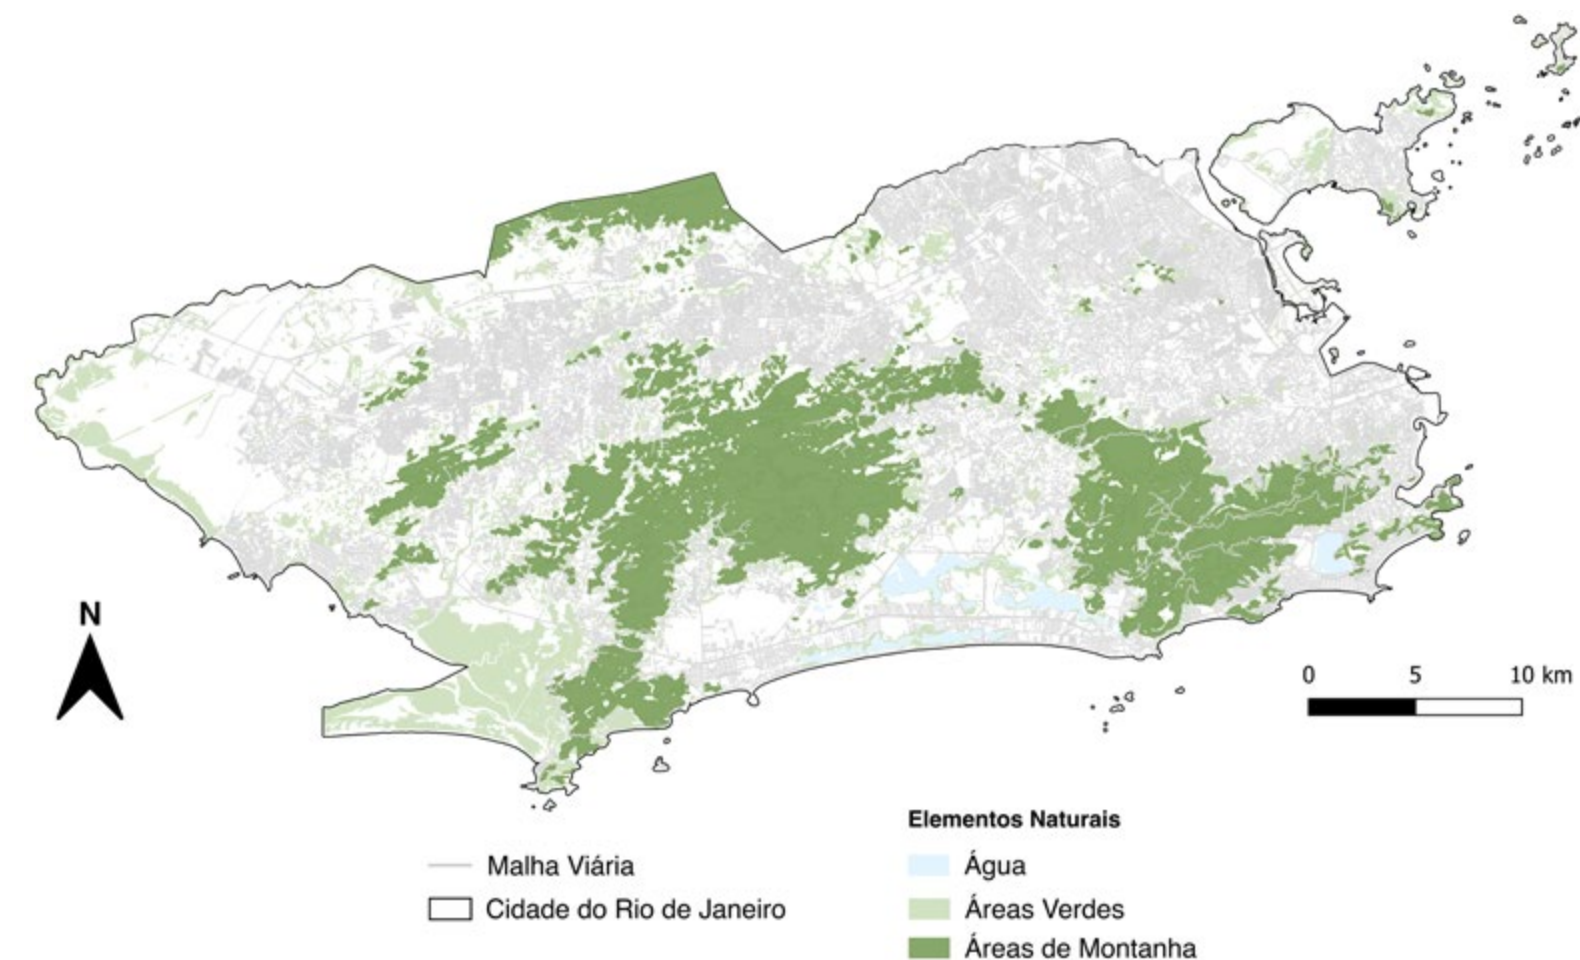 N
0 5 10 km
Elementos Naturais
Malha Viária
Cidade do Rio de Janeiro
Água
Áreas Verdes
Áreas de Montanha